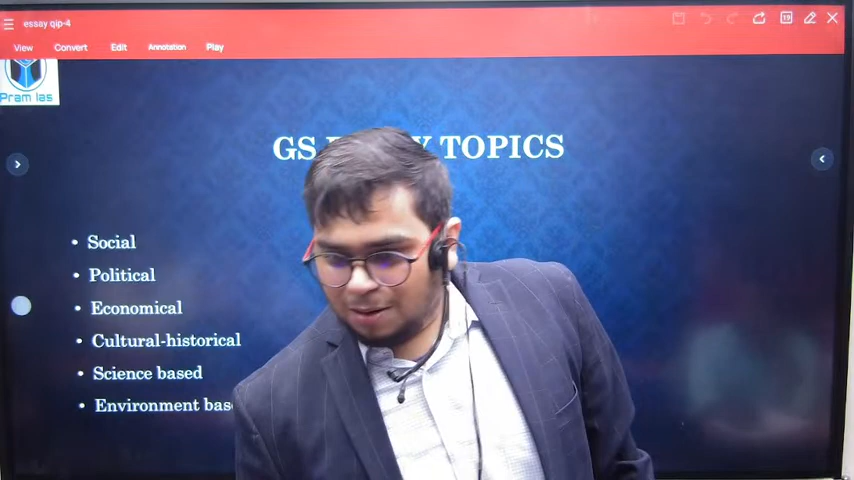 essay qip-4
19
View Convert Edit Annotation Play
Pram Ias
GS TOPICS
• Social
• Political
• Economical
• Cultural-historical
• Science based
• Environment